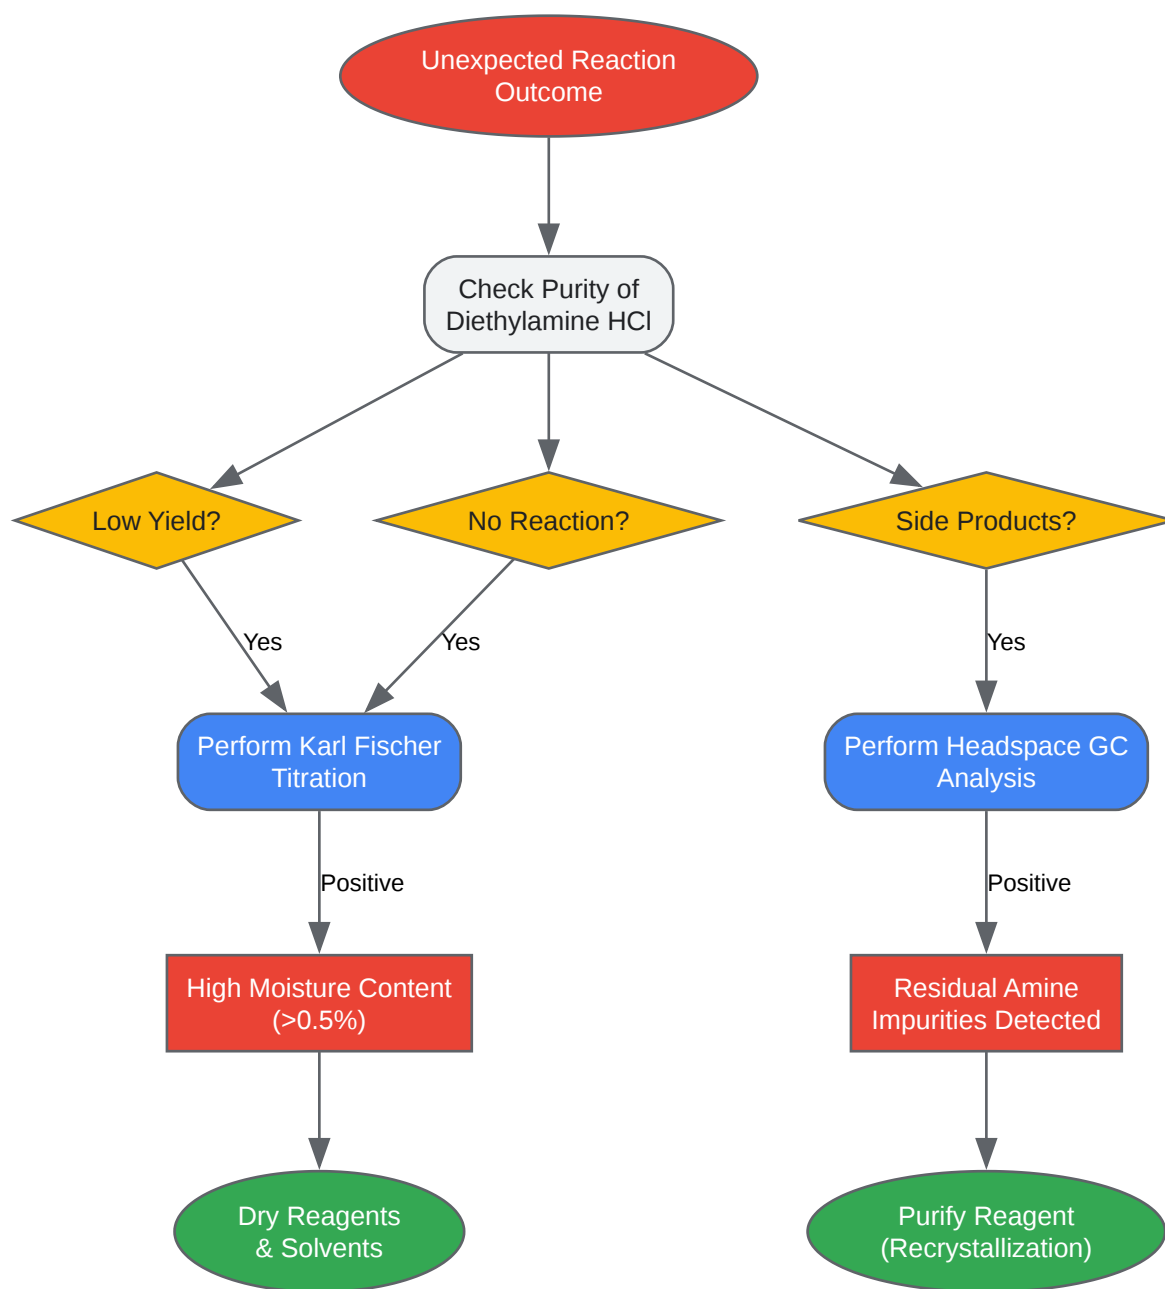 Unexpected Reaction
Outcome
Check Purity of
Diethylamine HCl
Low Yield?
No Reaction?
Side Products?
Yes
Yes
Yes
Perform Karl Fischer
Titration
Perform Headspace GC
Analysis
Positive
Positive
High Moisture Content
(>0.5%)
Residual Amine
Impurities Detected
Dry Reagents
& Solvents
Purify Reagent
(Recrystallization)